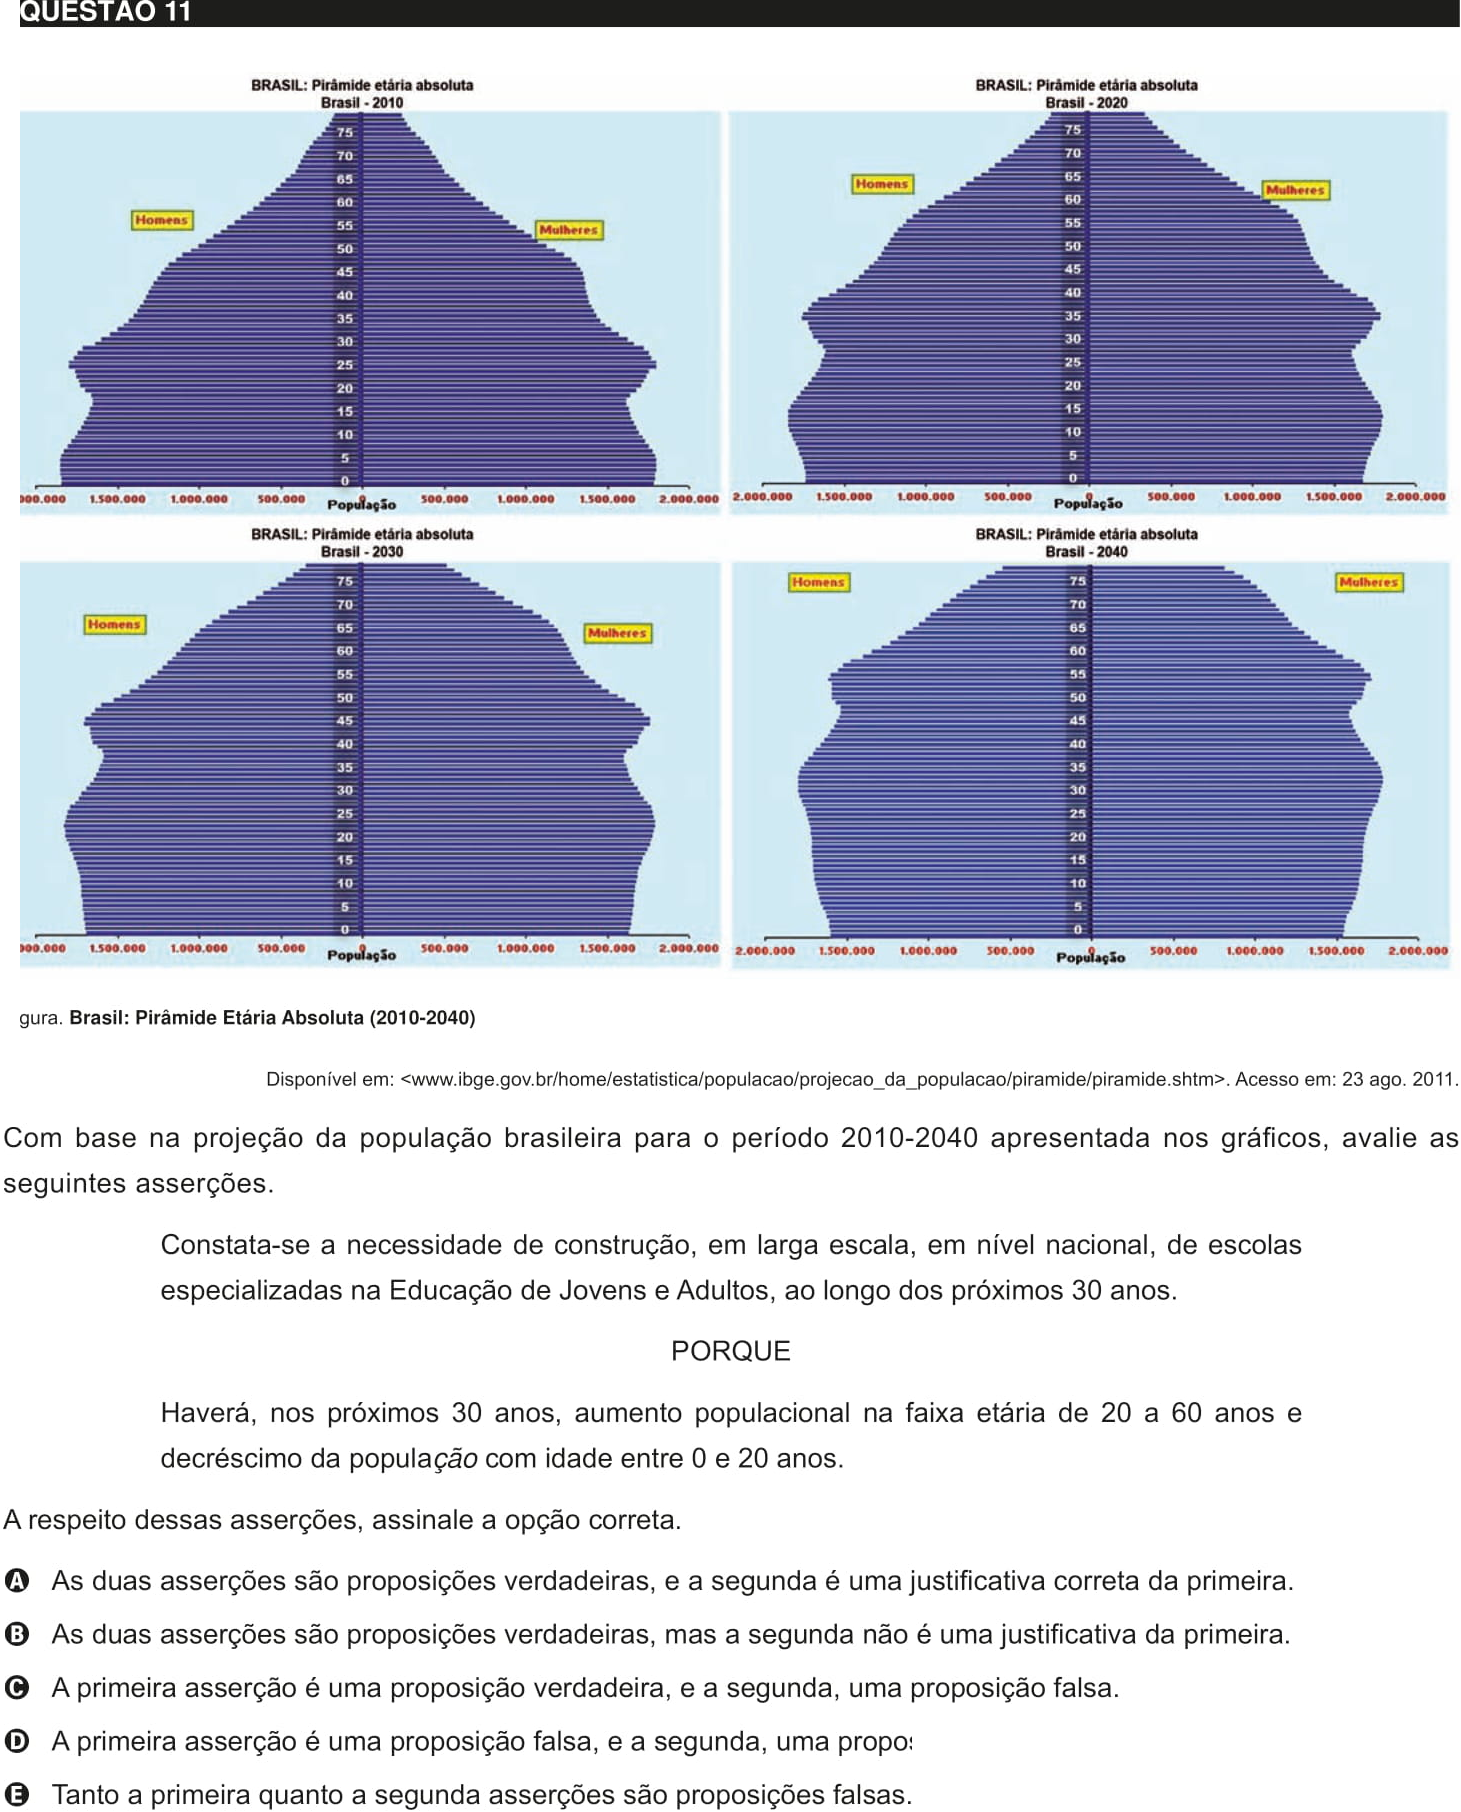 QUESTÃO 11
BRASIL: Pirâmide etária absoluta
Brasil - 2010
75
70
65
60
55
50
45
40
35
30
25
20
15
10
5
0
Homens
Mulheres
1.500.000 1.000.000 500.000 0 500.000 1.000.000 1.500.000 2.000.000
População
BRASIL: Pirâmide etária absoluta
Brasil - 2020
75
70
65
60
55
50
45
40
35
30
25
20
15
10
5
0
Homens
Mulheres
2.000.000 1.500.000 1.000.000 500.000 0 500.000 1.000.000 1.500.000 2.000.000
População
BRASIL: Pirâmide etária absoluta
Brasil - 2030
75
70
65
60
55
50
45
40
35
30
25
20
15
10
5
0
Homens
Mulheres
1.500.000 1.000.000 500.000 0 500.000 1.000.000 1.500.000 2.000.000
População
BRASIL: Pirâmide etária absoluta
Brasil - 2040
75
70
65
60
55
50
45
40
35
30
25
20
15
10
5
0
Homens
Mulheres
2.000.000 1.500.000 1.000.000 500.000 0 500.000 1.000.000 1.500.000 2.000.000
População
gura. Brasil: Pirâmide Etária Absoluta (2010-2040)
Disponível em: <www.ibge.gov.br/home/estatistica/populacao/projecao_da_populacao/piramide/piramide.shtm>. Acesso em: 23 ago. 2011.
Com base na projeção da população brasileira para o período 2010-2040 apresentada nos gráficos, avalie as
seguintes asserções.
Constata-se a necessidade de construção, em larga escala, em nível nacional, de escolas
especializadas na Educação de Jovens e Adultos, ao longo dos próximos 30 anos.
PORQUE
Haverá, nos próximos 30 anos, aumento populacional na faixa etária de 20 a 60 anos e
decréscimo da população com idade entre 0 e 20 anos.
A respeito dessas asserções, assinale a opção correta.
A As duas asserções são proposições verdadeiras, e a segunda é uma justificativa correta da primeira.
B As duas asserções são proposições verdadeiras, mas a segunda não é uma justificativa da primeira.
C A primeira asserção é uma proposição verdadeira, e a segunda, uma proposição falsa.
D A primeira asserção é uma proposição falsa, e a segunda, uma propo
E Tanto a primeira quanto a segunda asserções são proposições falsas.